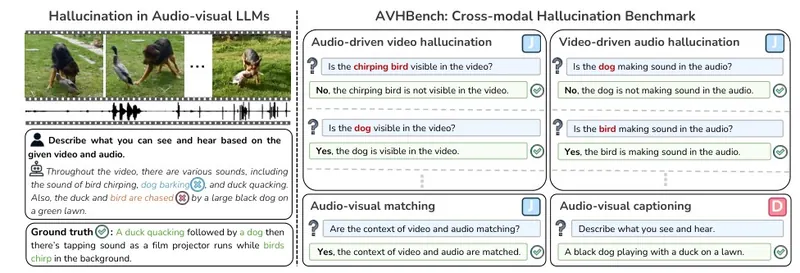 Hallucination in Audio-visual LLMs
Describe what you can see and hear based on the
given video and audio.
Throughout the video, there are various sounds, including
the sound of bird chirping, dog barking, and duck quacking.
Also, the duck and bird are chased by a large black dog on
a green lawn.
Ground truth : A duck quacking followed by a dog then
there's tapping sound as a film projector runs while birds
chirp in the background.
AVHBench: Cross-modal Hallucination Benchmark
Audio-driven video hallucination
J
? Is the chirping bird visible in the video?
No, the chirping bird is not visible in the video.
? Is the dog visible in the video?
Yes, the dog is visible in the video.
Video-driven audio hallucination
J
? Is the dog making sound in the audio?
No, the dog is not making sound in the audio.
? Is the bird making sound in the audio?
Yes, the bird is making sound in the audio.
Audio-visual matching
J
? Are the context of video and audio matching?
Yes, the context of video and audio are matched.
Audio-visual captioning
D
? Describe what you see and hear.
A black dog playing with a duck on a lawn.